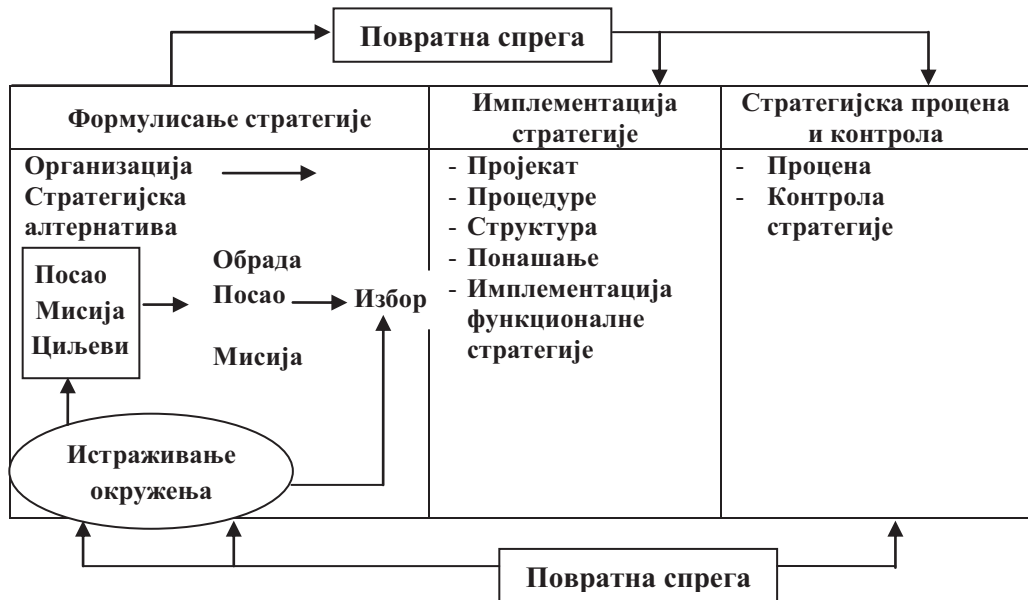 Повратна спрега
Формулисање стратегије
Имплементација
стратегије
Стратегијска процена
и контрола
Организација
Стратегијска
алтернатива
Посао
Мисија
Циљеви
Обрада
Посао
Мисија
Избор
Истраживање
окружења
- Пројекат
- Процедуре
- Структура
- Понашање
- Имплементација
функционалне
стратегије
- Процена
- Контрола
стратегије
Повратна спрега